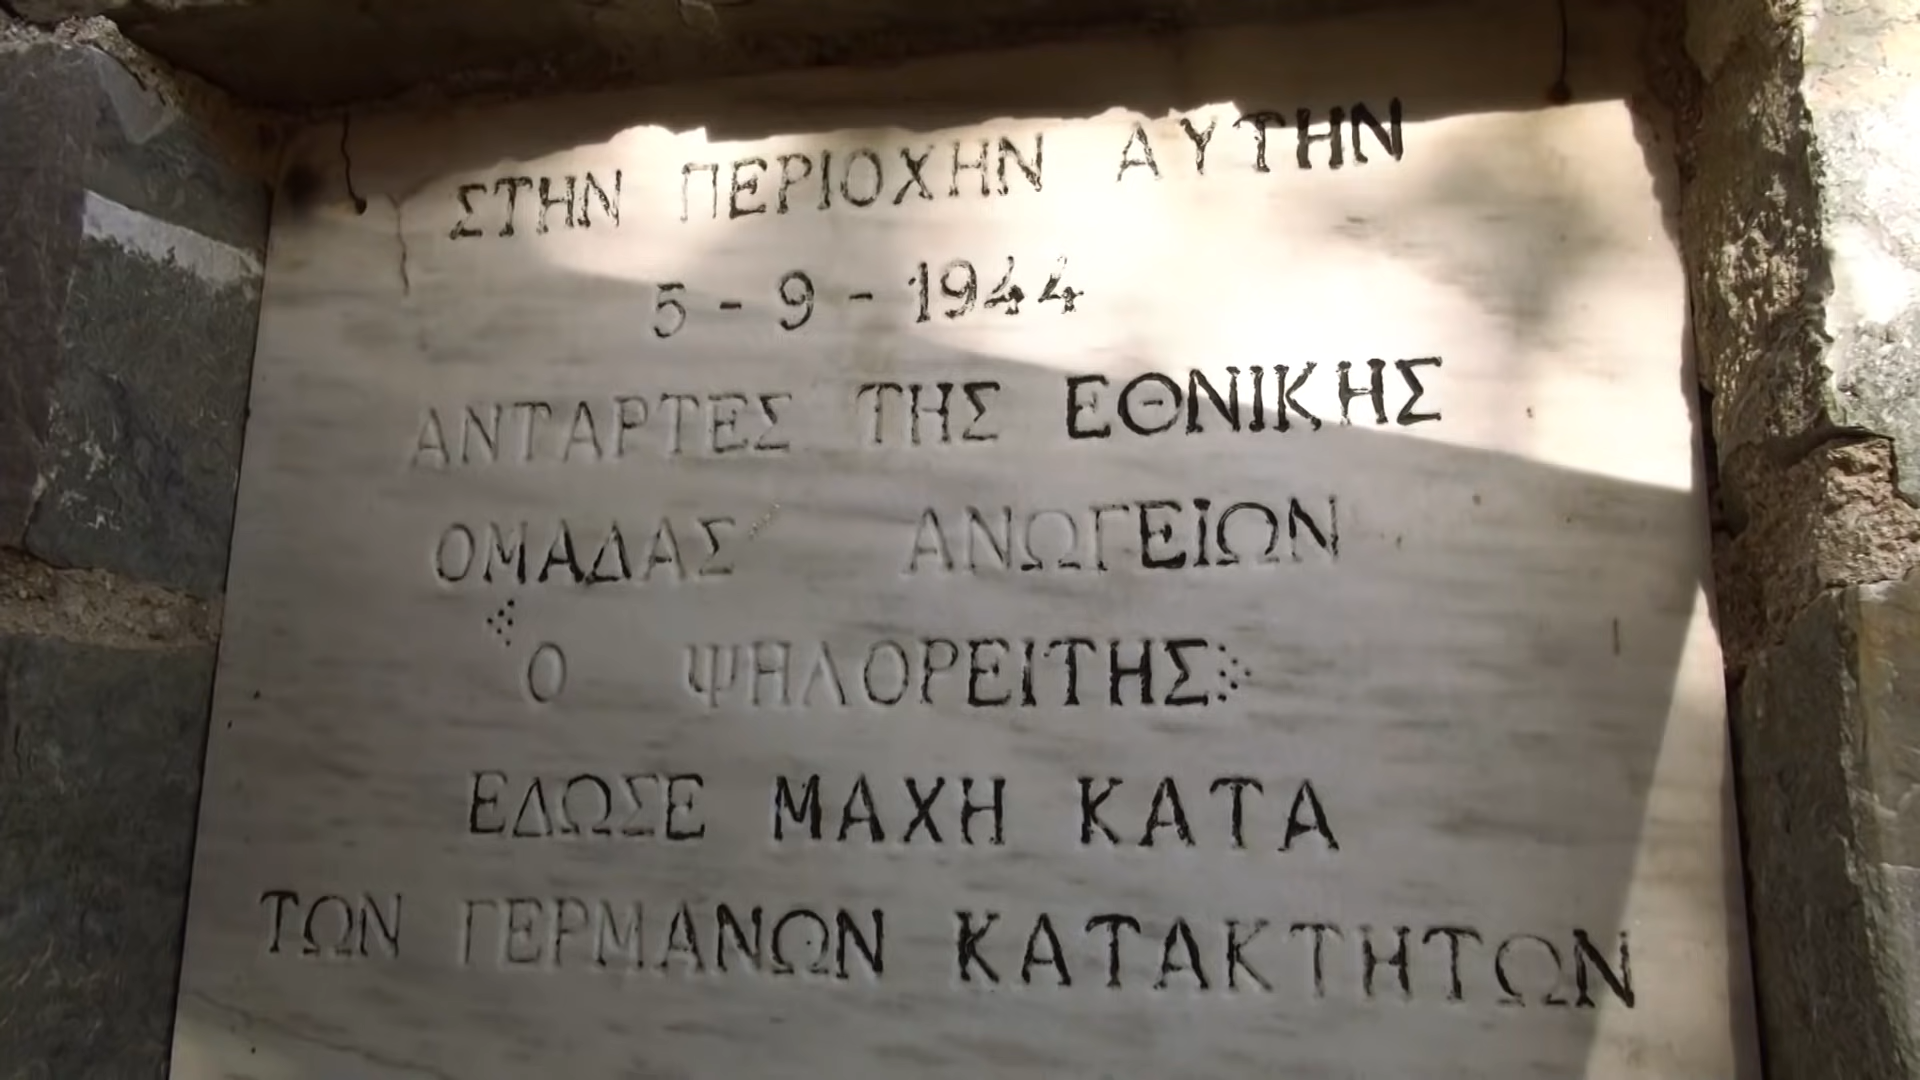 ΣΤΗΝ ΠΕΡΙΟΧΗΝ ΑΥΤΗΝ
5 - 9 - 1944
ΑΝΤΑΡΤΕΣ ΤΗΣ ΕΘΝΙΚΗΣ
ΟΜΑΔΑΣ ΑΝΩΓΕΙΩΝ
«Ο ΨΗΛΟΡΕΙΤΗΣ»
ΕΔΩΣΕ ΜΑΧΗ ΚΑΤΑ
ΤΩΝ ΓΕΡΜΑΝΩΝ ΚΑΤΑΚΤΗΤΩΝ